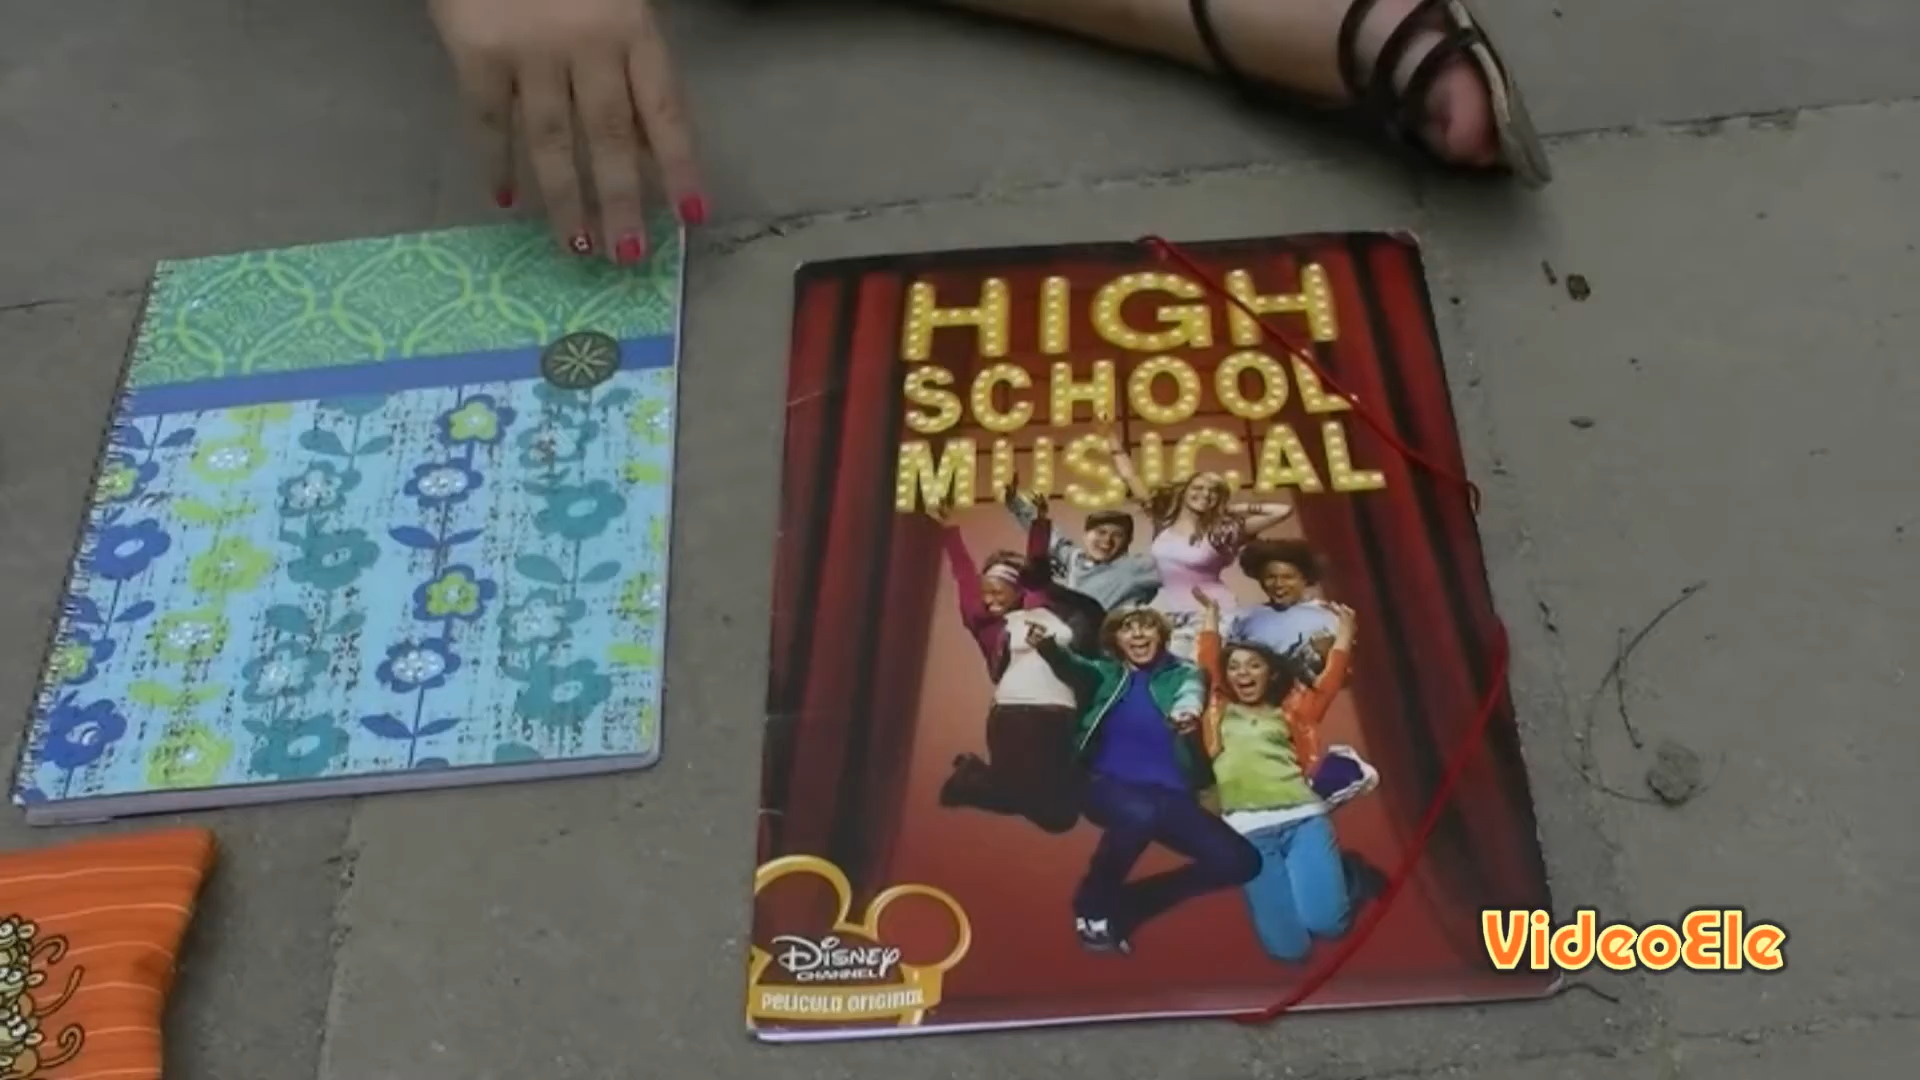 HIGH
SCHOOL
MUSICAL
DISNEY
CHANNEL
PELÍCULA ORIGINAL
VideoEle